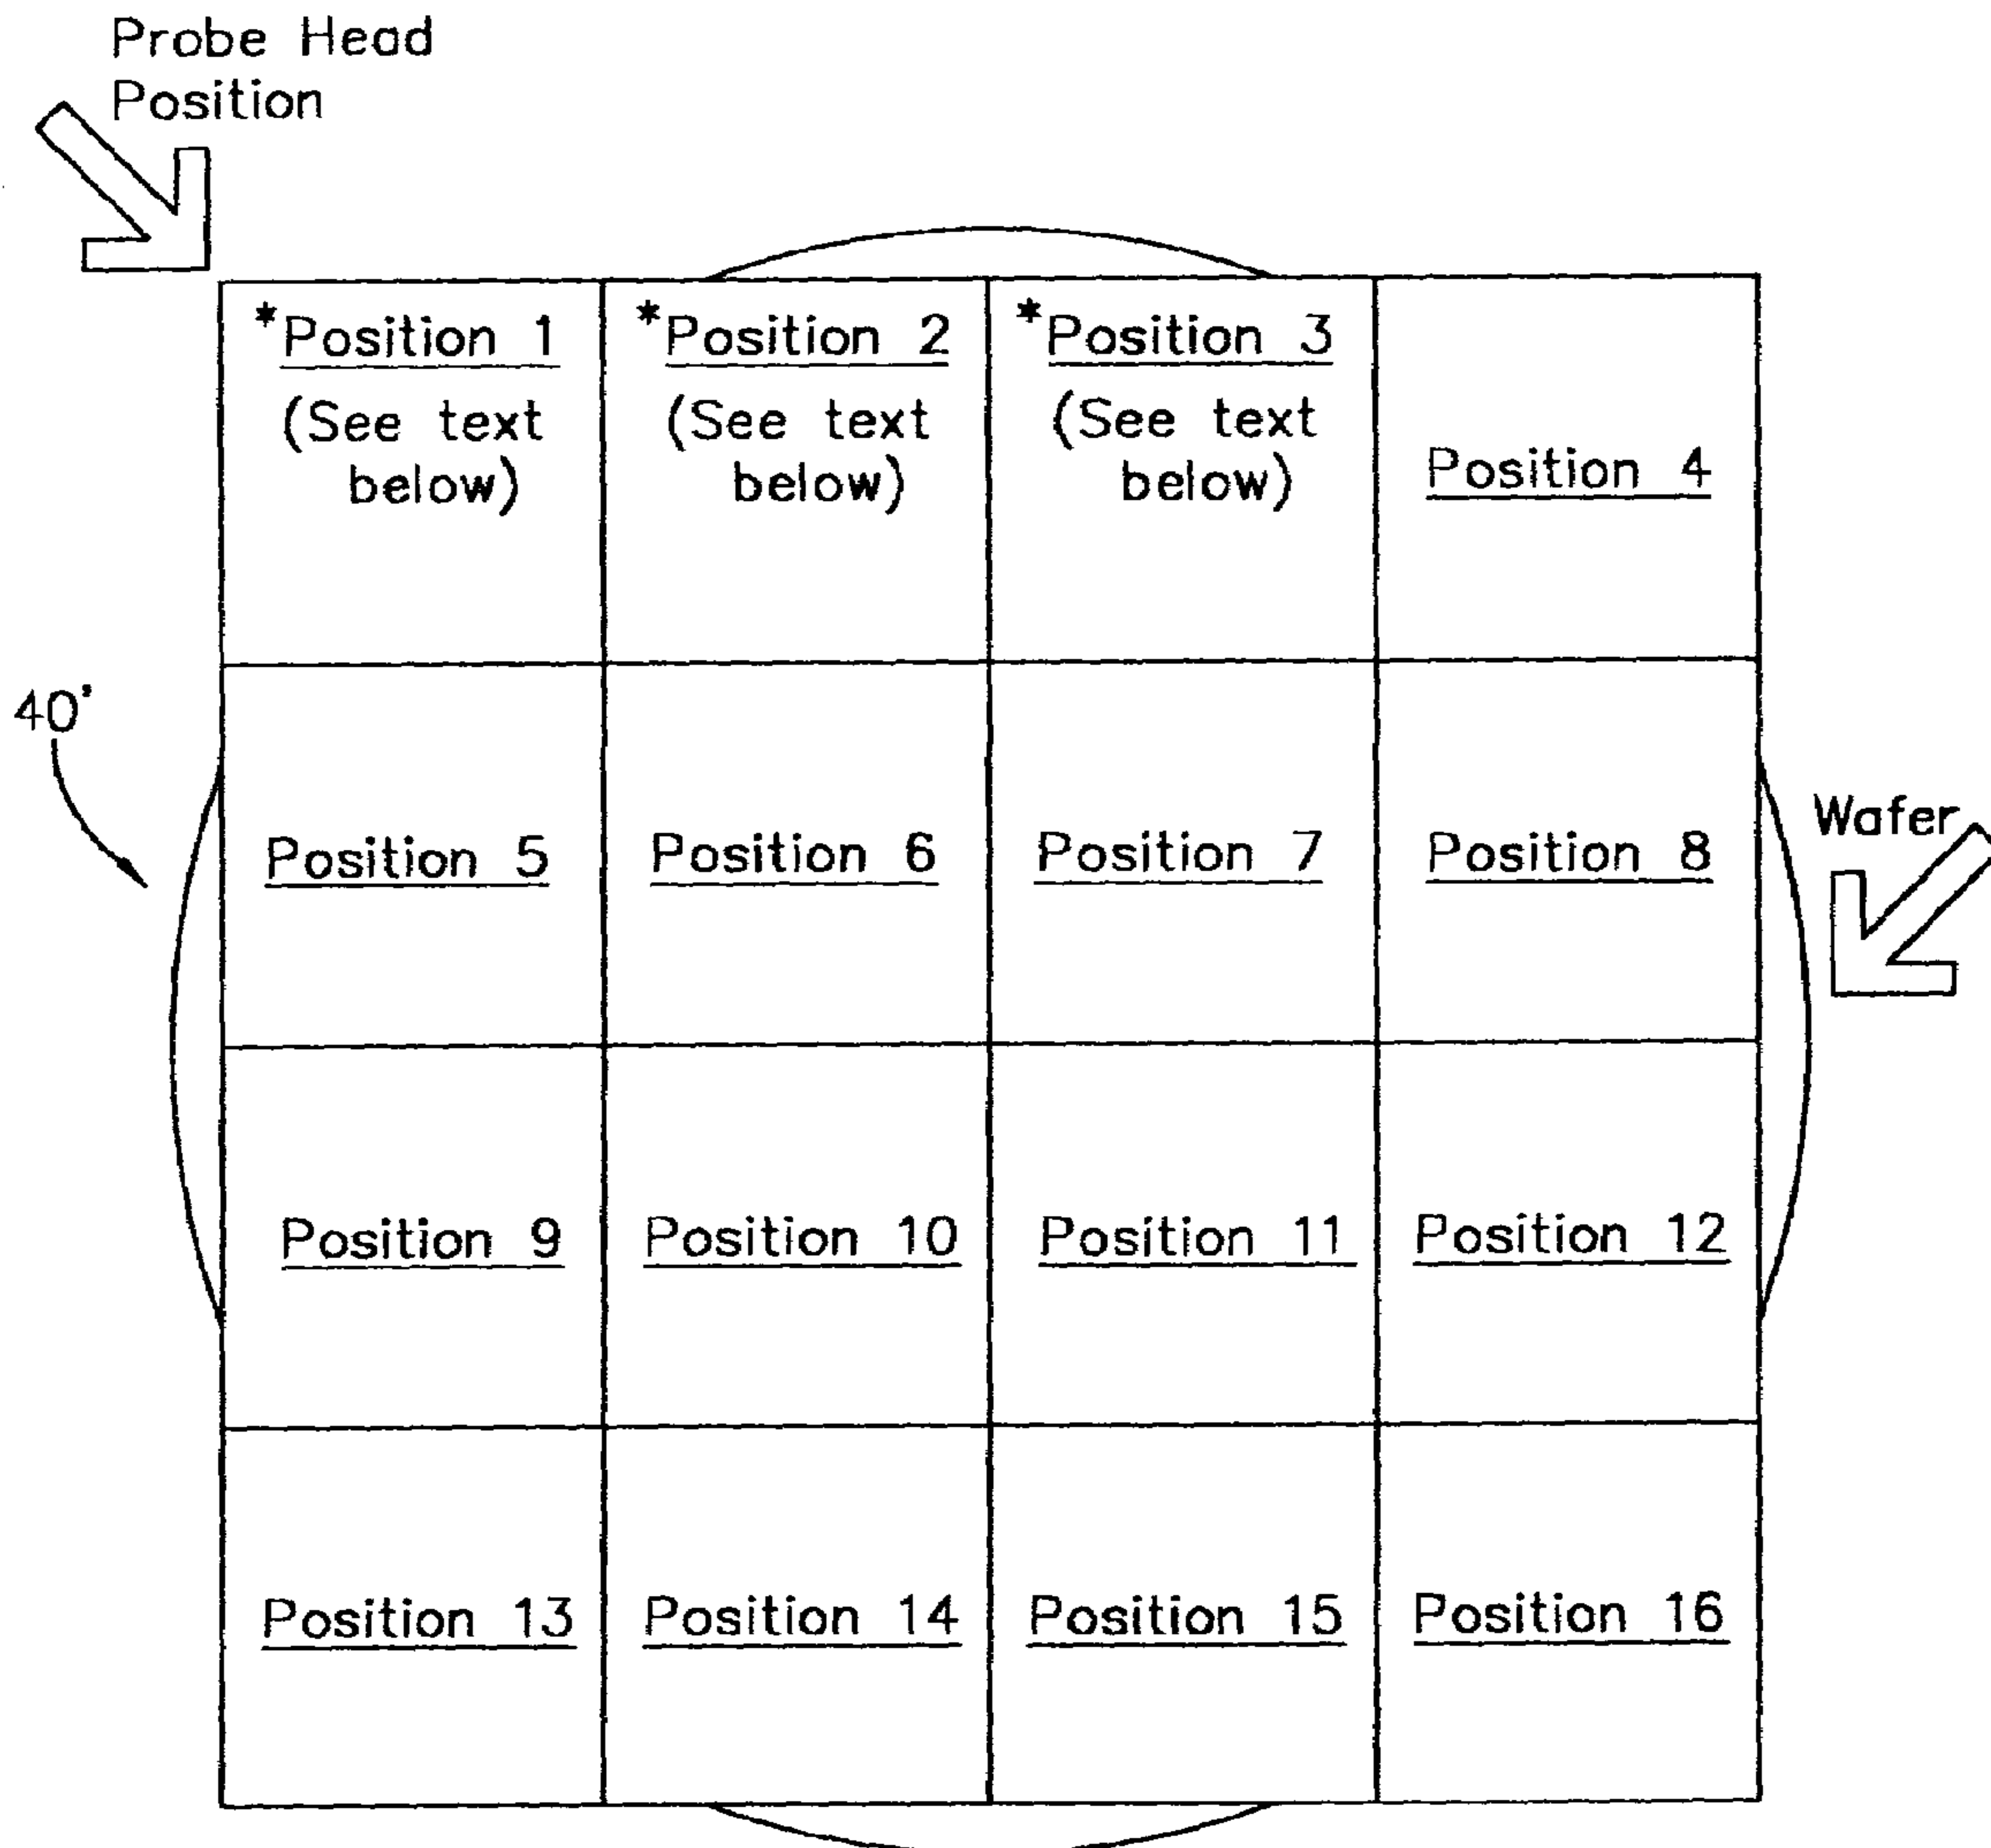 Probe Head
Position
*Position 1
(See text
below)
*Position 2
(See text
below)
*Position 3
(See text
below)
Position 4
40'
Position 5
Position 6
Position 7
Position 8
Wafer
Position 9
Position 10
Position 11
Position 12
Position 13
Position 14
Position 15
Position 16